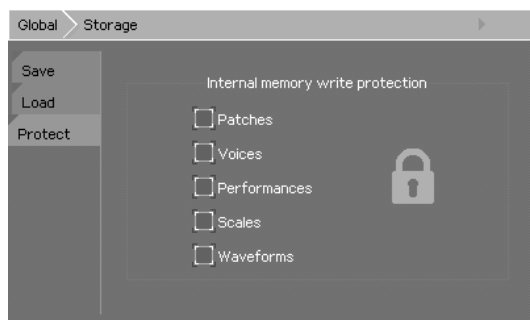 Global Storage
Save
Load
Protect
Internal memory write protection
Patches
Voices
Performances
Scales
Waveforms